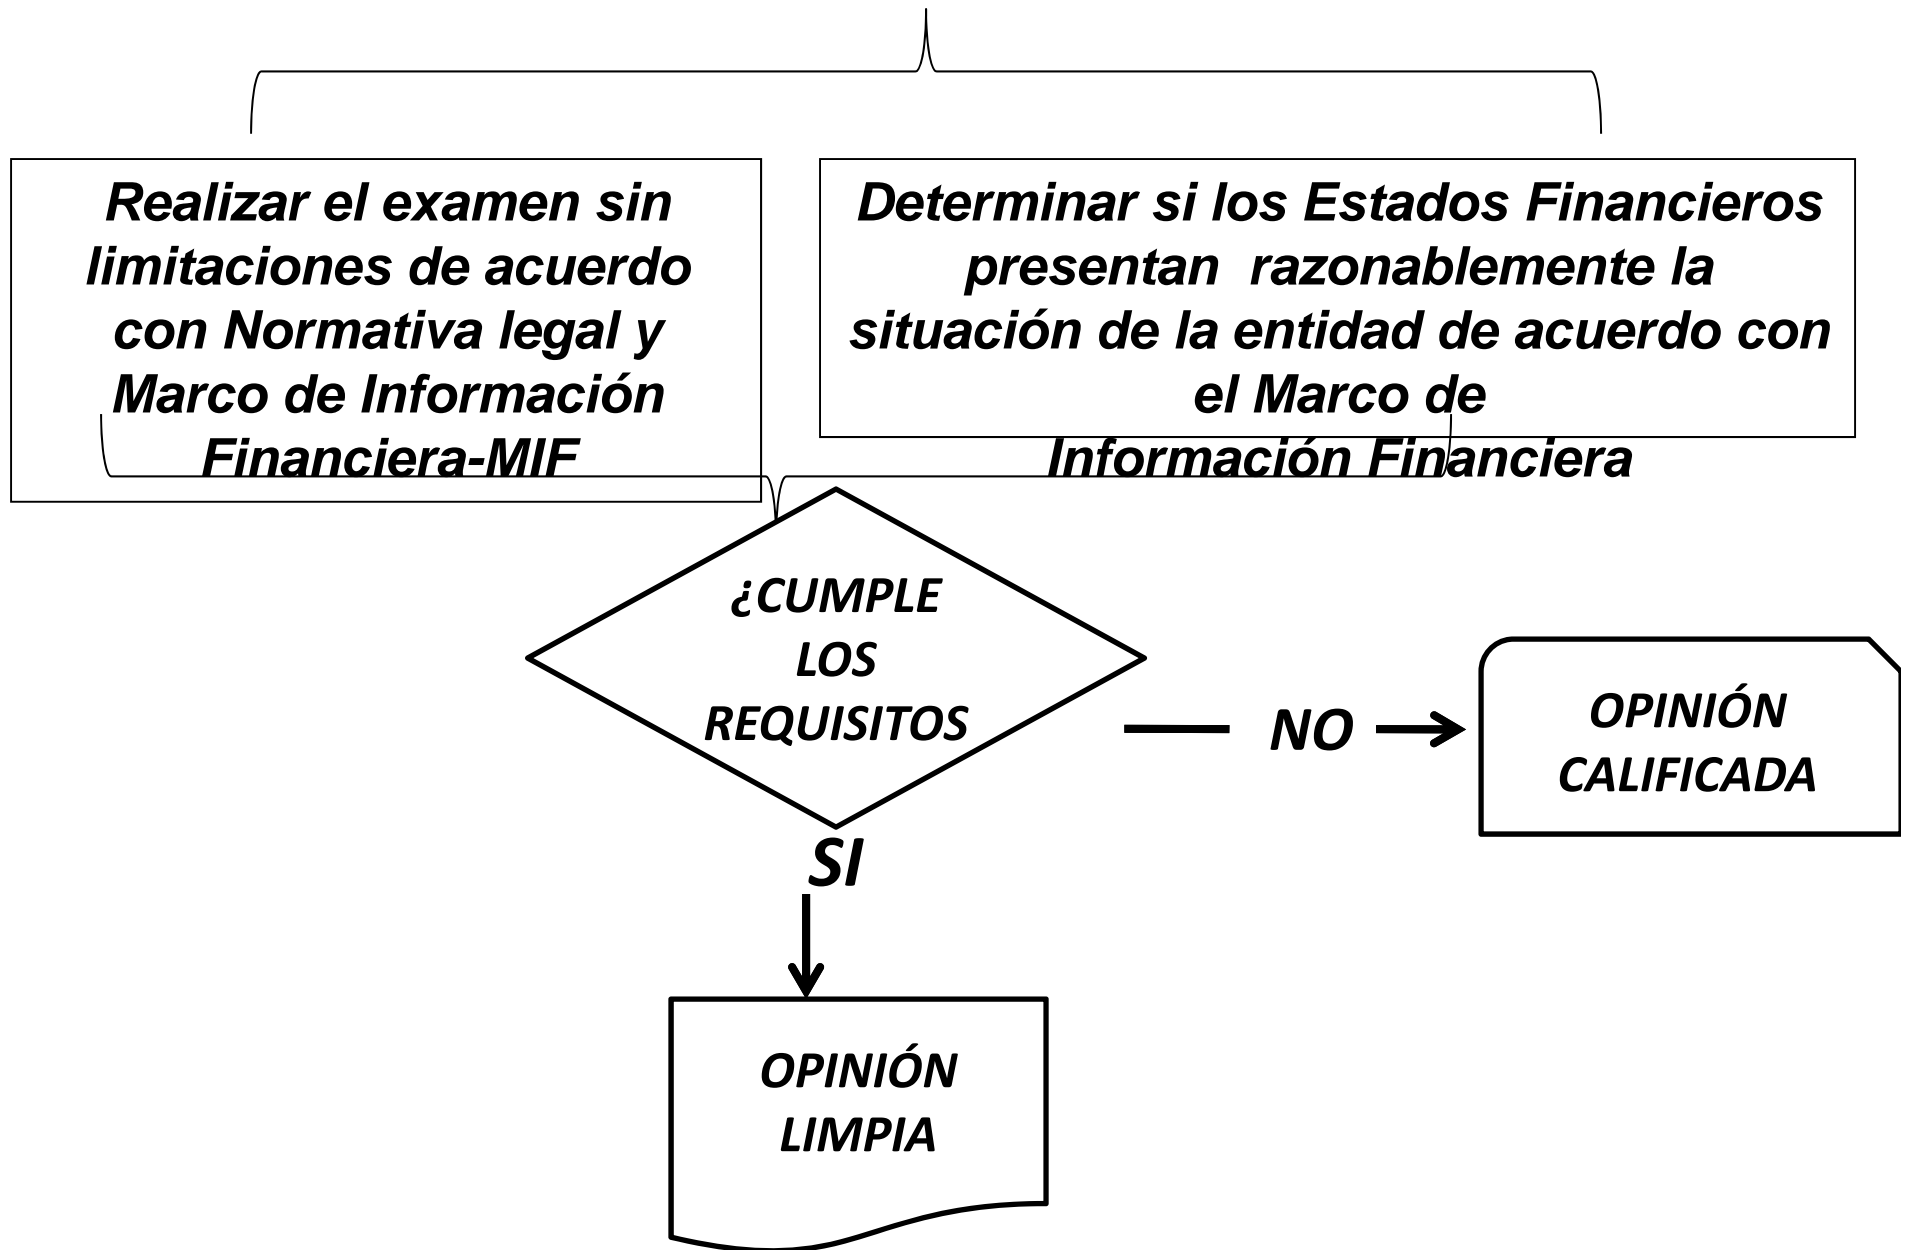 Realizar el examen sin
limitaciones de acuerdo
con Normativa legal y
Marco de Información
Financiera-MIF
Determinar si los Estados Financieros
presentan razonablemente la
situación de la entidad de acuerdo con
el Marco de
Información Financiera
¿CUMPLE
LOS
REQUISITOS
NO
OPINIÓN
CALIFICADA
SI
OPINIÓN
LIMPIA